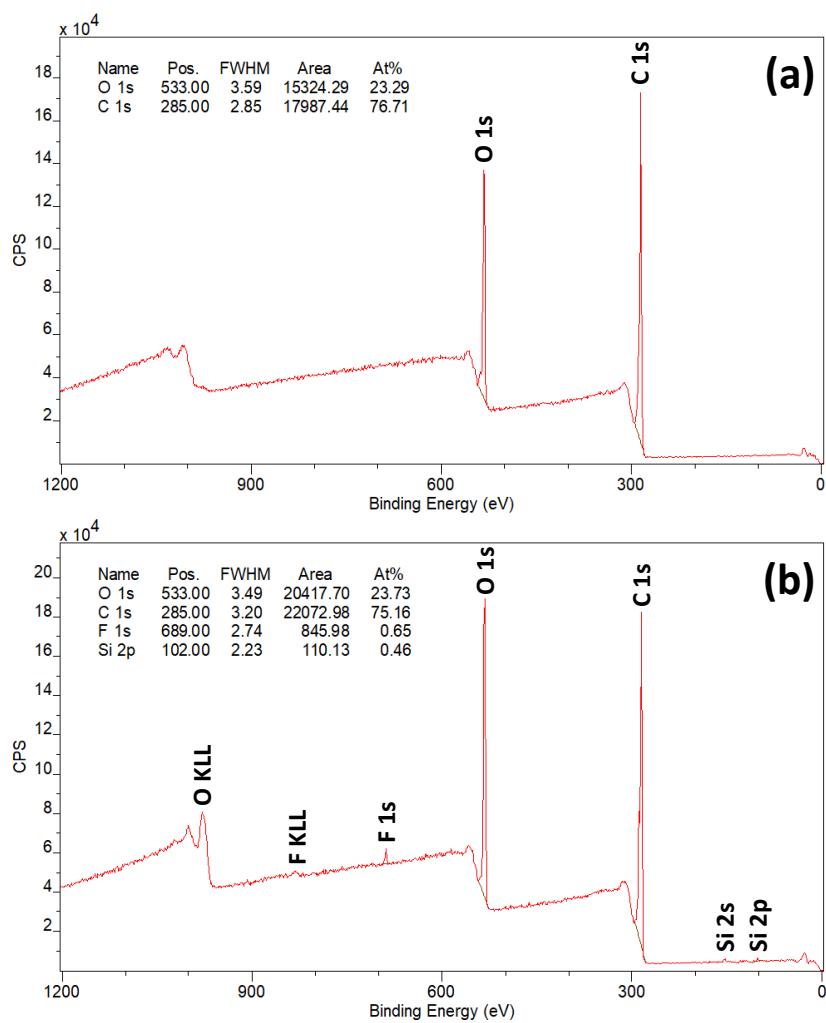 x 10^4
(a)
Name Pos. FWHM Area At%
O 1s 533.00 3.59 15324.29 23.29
C 1s 285.00 2.85 17987.44 76.71
O 1s
C 1s
18
16
14
12
10
8
6
4
2
CPS
1200 900 600 300 0
Binding Energy (eV)
x 10^4
(b)
Name Pos. FWHM Area At%
O 1s 533.00 3.49 20417.70 23.73
C 1s 285.00 3.20 22072.98 75.16
F 1s 689.00 2.74 845.98 0.65
Si 2p 102.00 2.23 110.13 0.46
O KLL
F KLL
F 1s
O 1s
C 1s
Si 2s
Si 2p
20
18
16
14
12
10
8
6
4
2
CPS
1200 900 600 300 0
Binding Energy (eV)